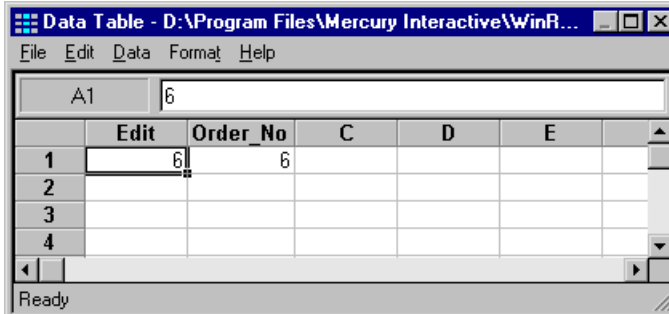 Data Table - D:\Program Files\Mercury Interactive\WinR...
File Edit Data Format Help
A1 6
Edit Order_No C D E
1 6 6
2
3
4
Ready